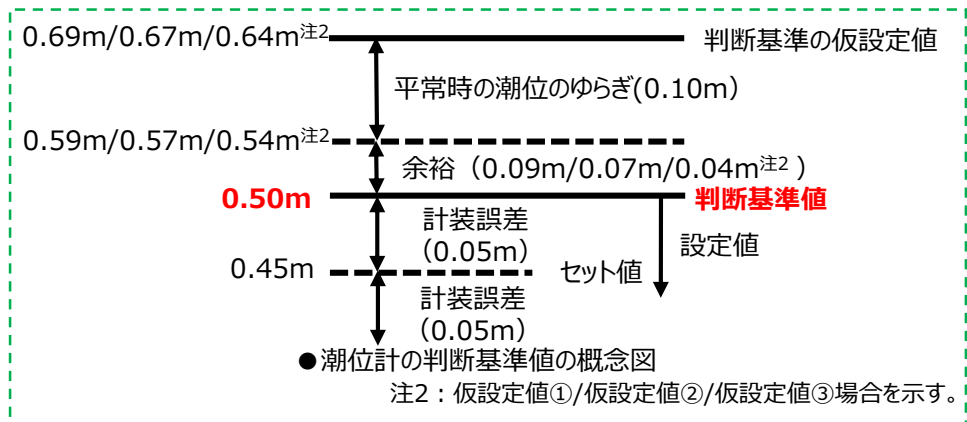 0.69m/0.67m/0.64m注2 判断基準の仮設定値
平常時の潮位のゆらぎ(0.10m)
0.59m/0.57m/0.54m注2
余裕（0.09m/0.07m/0.04m注2 ）
0.50m 判断基準値
計装誤差
（0.05m）
設定値
0.45m セット値
計装誤差
（0.05m）
●潮位計の判断基準値の概念図
注2：仮設定値①/仮設定値②/仮設定値③場合を示す。